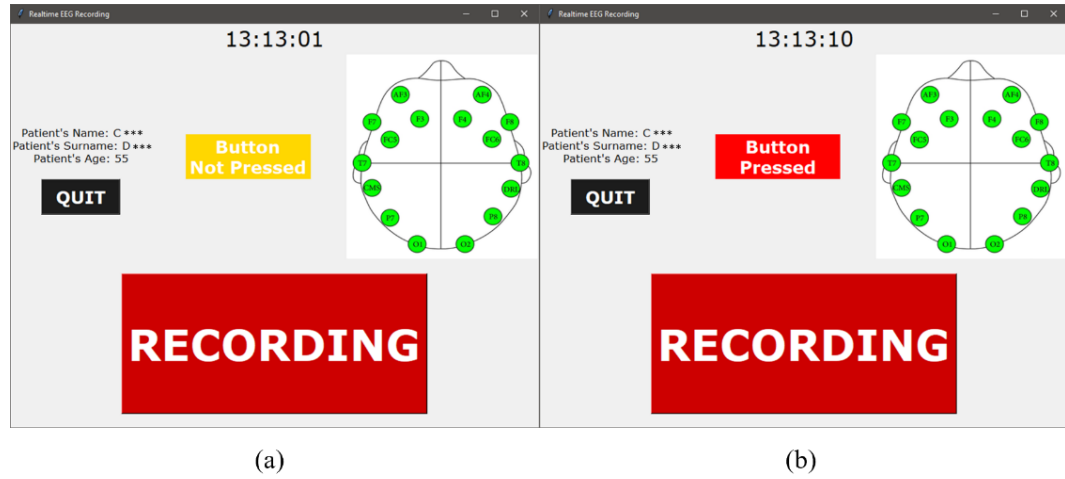 Realtime EEG Recording
13:13:01
AF3 AF4
F3 F4
F7 F8
FC5 FC6
Patient's Name: C ***
Patient's Surname: D ***
Patient's Age: 55
Button
Not Pressed
T7 T8
QUIT
CMS DRL
P7 P8
O1 O2
RECORDING
(a)
Realtime EEG Recording
13:13:10
AF3 AF4
F3 F4
F7 F8
FC5 FC6
Patient's Name: C ***
Patient's Surname: D ***
Patient's Age: 55
Button
Pressed
T7 T8
QUIT
CMS DRL
P7 P8
O1 O2
RECORDING
(b)